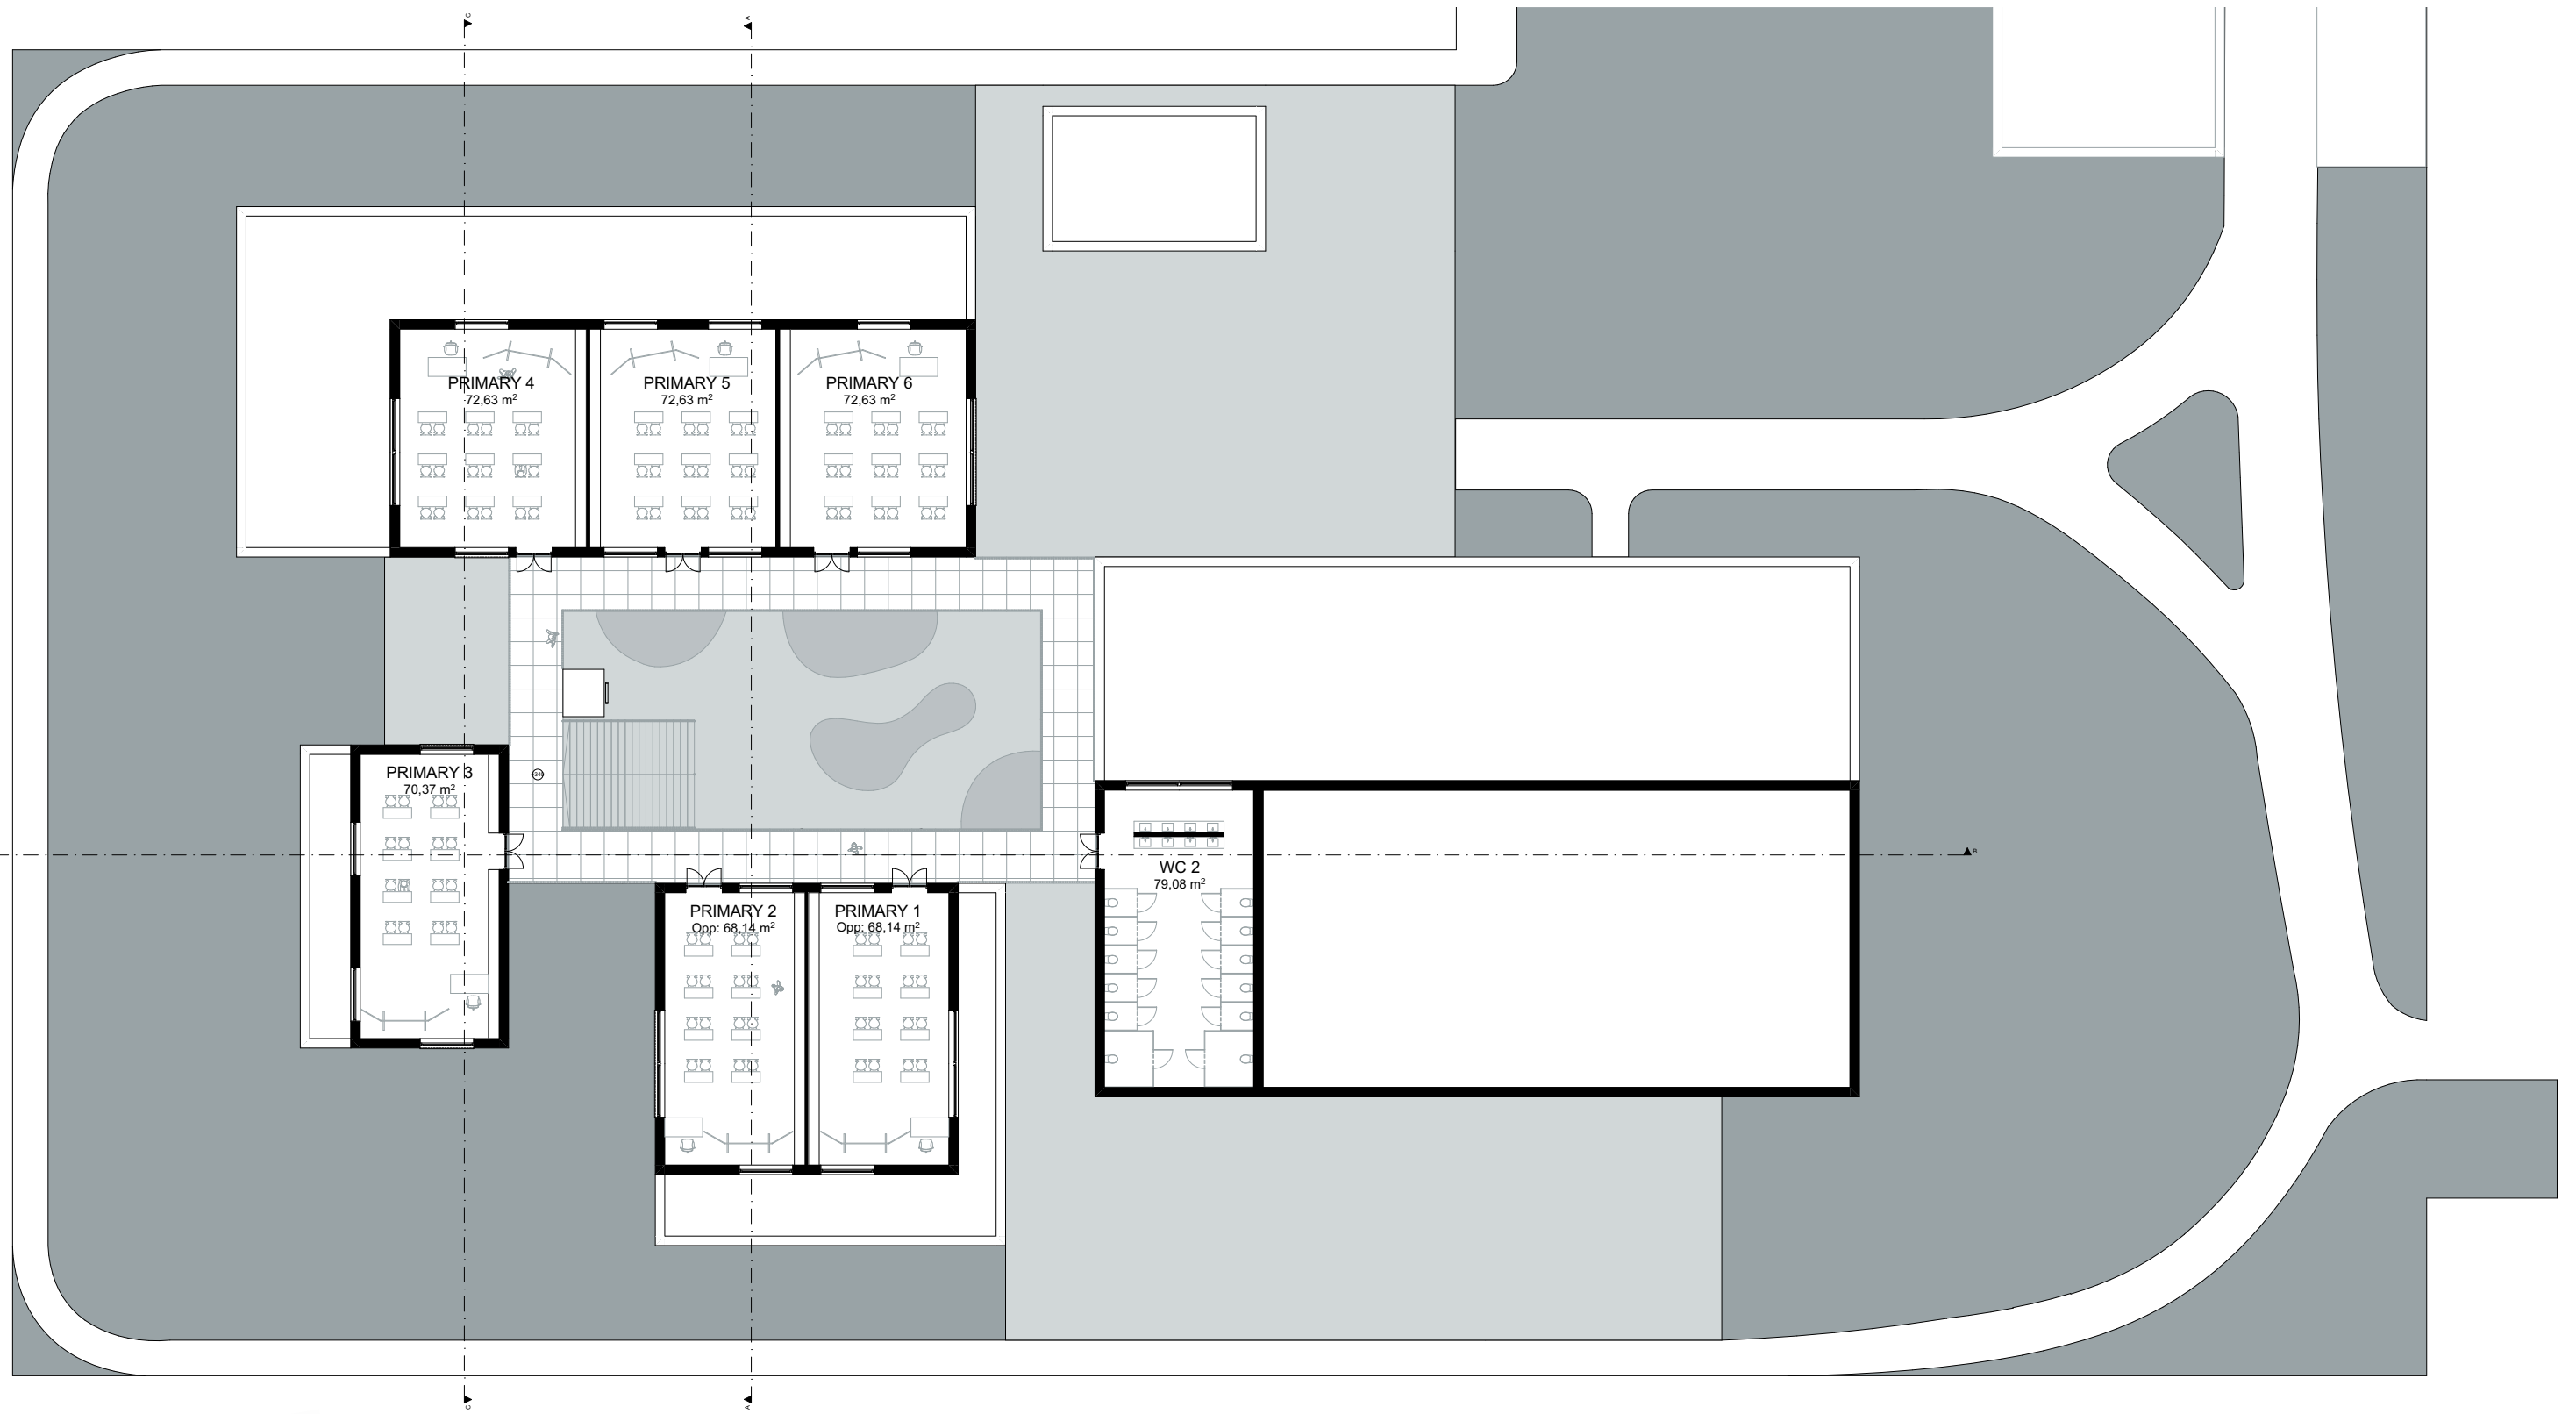 C
A
PRIMARY 4
72,63 m²
PRIMARY 5
72,63 m²
PRIMARY 6
72,63 m²
PRIMARY 3
70,37 m²
B
WC 2
79,08 m²
PRIMARY 2
Opp: 68,14 m²
PRIMARY 1
Opp: 68,14 m²
C
A